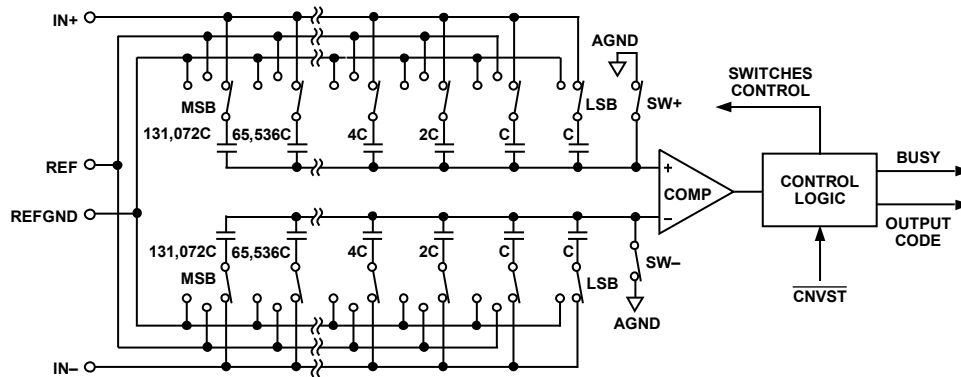 IN+
AGND
SWITCHES
CONTROL
MSB
LSB
SW+
131,072C
65,536C
4C
2C
C
C
BUSY
REF
+
COMP
−
CONTROL
LOGIC
REFGND
OUTPUT
CODE
131,072C
65,536C
4C
2C
C
C
MSB
LSB
SW−
CNVST
AGND
IN−